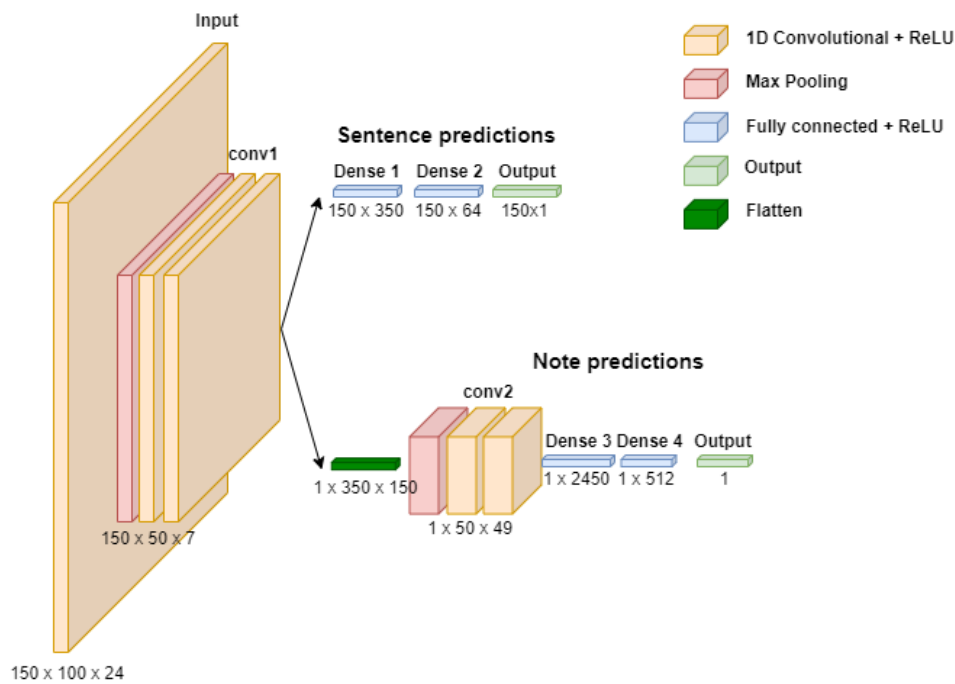 Input
1D Convolutional + ReLU
Max Pooling
Fully connected + ReLU
Output
Flatten
conv1
Sentence predictions
Dense 1 Dense 2 Output
150 x 350 150 x 64 150x1
Note predictions
conv2
Dense 3 Dense 4 Output
1 x 350 x 150
1 x 2450 1 x 512 1
1 x 50 x 49
150 x 50 x 7
150 x 100 x 24